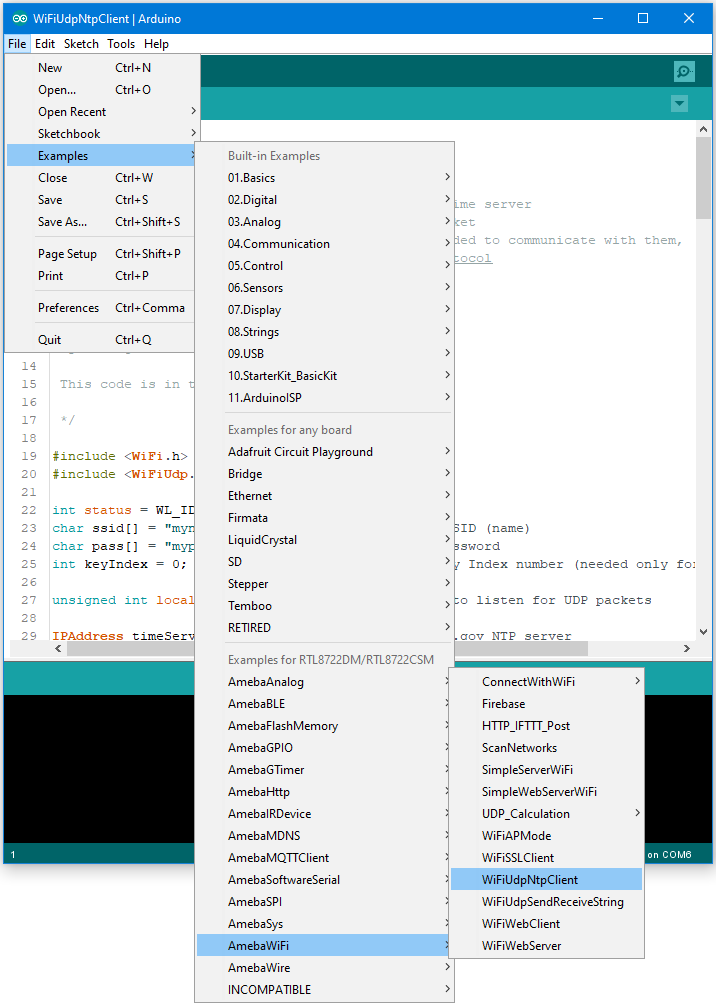 WiFiUdpNtpClient | Arduino
File Edit Sketch Tools Help
New Ctrl+N
Open... Ctrl+O
Open Recent
Sketchbook
Examples
Close Ctrl+W
Save Ctrl+S
Save As... Ctrl+Shift+S
Page Setup Ctrl+Shift+P
Print Ctrl+P
Preferences Ctrl+Comma
Quit Ctrl+Q
Built-in Examples
01.Basics
02.Digital
03.Analog
04.Communication
05.Control
06.Sensors
07.Display
08.Strings
09.USB
10.StarterKit_BasicKit
11.ArduinoISP
Examples for any board
Adafruit Circuit Playground
Bridge
Ethernet
Firmata
LiquidCrystal
SD
Stepper
Temboo
RETIRED
Examples for RTL8722DM/RTL8722CSM
AmebaAnalog
AmebaBLE
AmebaFlashMemory
AmebaGPIO
AmebaGTimer
AmebaHttp
AmebaIRDevice
AmebaMDNS
AmebaMQTTClient
AmebaSoftwareSerial
AmebaSPI
AmebaSys
AmebaWiFi
AmebaWire
INCOMPATIBLE
ConnectWithWiFi
Firebase
HTTP_IFTTT_Post
ScanNetworks
SimpleServerWiFi
SimpleWebServerWiFi
UDP_Calculation
WiFiAPMode
WiFiSSLClient
WiFiUdpNtpClient
WiFiUdpSendReceiveString
WiFiWebClient
WiFiWebServer
ime server
ket
ded to communicate with them,
tocol
14
15 This code is in t
16
17 */
18
19 #include <WiFi.h>
20 #include <WiFiUdp.
21
22 int status = WL_ID
23 char ssid[] = "myn SID (name)
24 char pass[] = "myp ssword
25 int keyIndex = 0; y Index number (needed only for
26
27 unsigned int local to listen for UDP packets
28
29 IPAddress timeServ .gov NTP server
1 on COM6